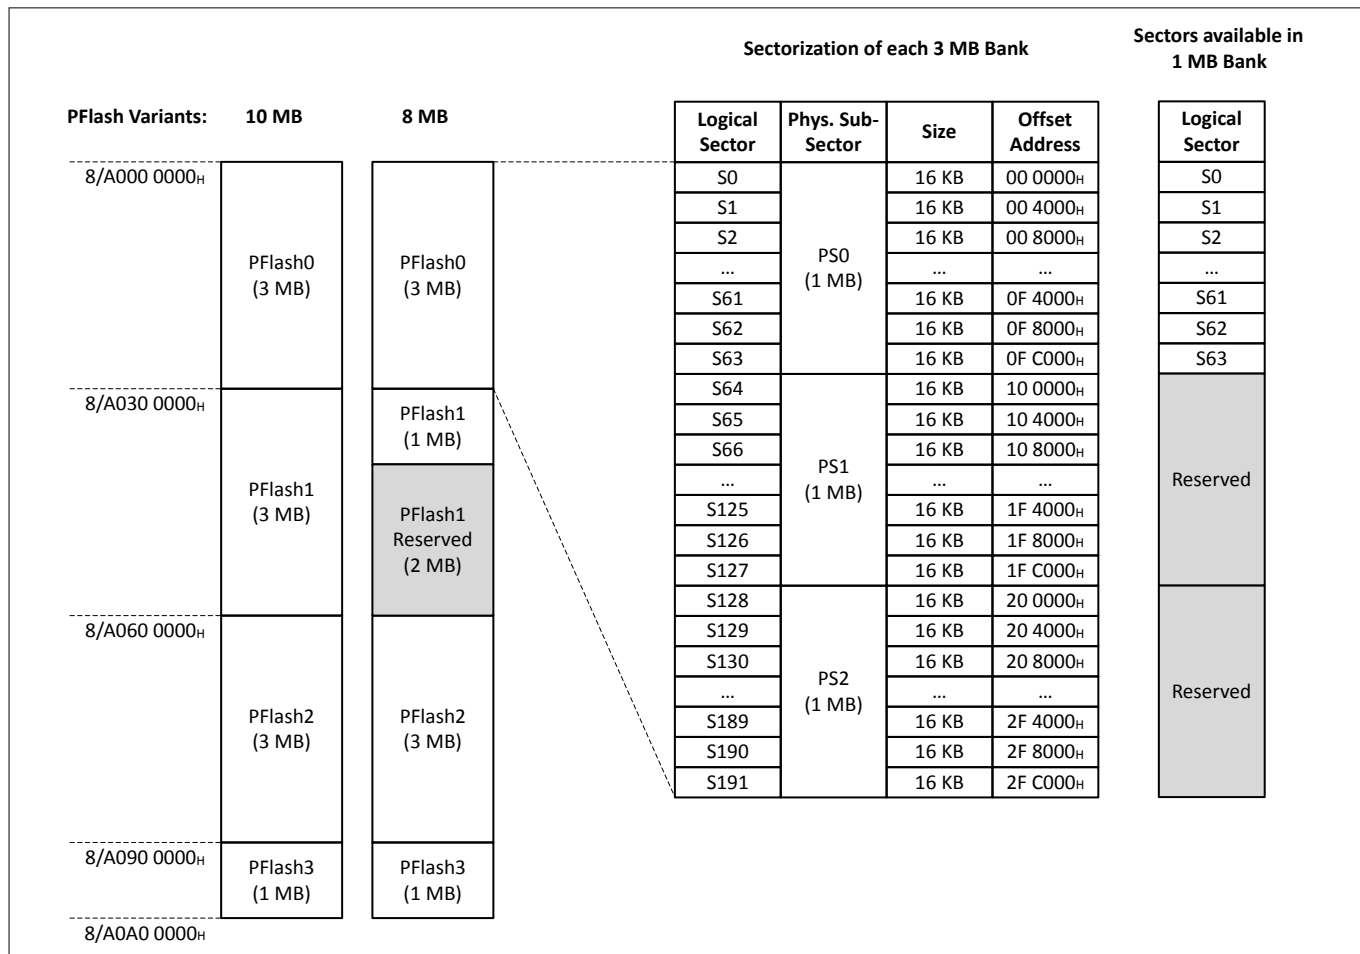 Sectorization of each 3 MB Bank
Sectors available in
1 MB Bank
PFlash Variants: 10 MB 8 MB
8/A000 0000H
PFlash0
(3 MB)
PFlash0
(3 MB)
8/A030 0000H
PFlash1
(3 MB)
PFlash1
(1 MB)
PFlash1
Reserved
(2 MB)
8/A060 0000H
PFlash2
(3 MB)
PFlash2
(3 MB)
8/A090 0000H
PFlash3
(1 MB)
PFlash3
(1 MB)
8/A0A0 0000H
Logical
Sector
Phys. Sub-
Sector
Size
Offset
Address
S0 16 KB 00 0000H
S1 16 KB 00 4000H
S2 16 KB 00 8000H
... ... ...
S61 16 KB 0F 4000H
S62 16 KB 0F 8000H
S63 16 KB 0F C000H
PS0
(1 MB)
S64 16 KB 10 0000H
S65 16 KB 10 4000H
S66 16 KB 10 8000H
... ... ...
S125 16 KB 1F 4000H
S126 16 KB 1F 8000H
S127 16 KB 1F C000H
PS1
(1 MB)
S128 16 KB 20 0000H
S129 16 KB 20 4000H
S130 16 KB 20 8000H
... ... ...
S189 16 KB 2F 4000H
S190 16 KB 2F 8000H
S191 16 KB 2F C000H
PS2
(1 MB)
Logical
Sector
S0
S1
S2
...
S61
S62
S63
Reserved
Reserved